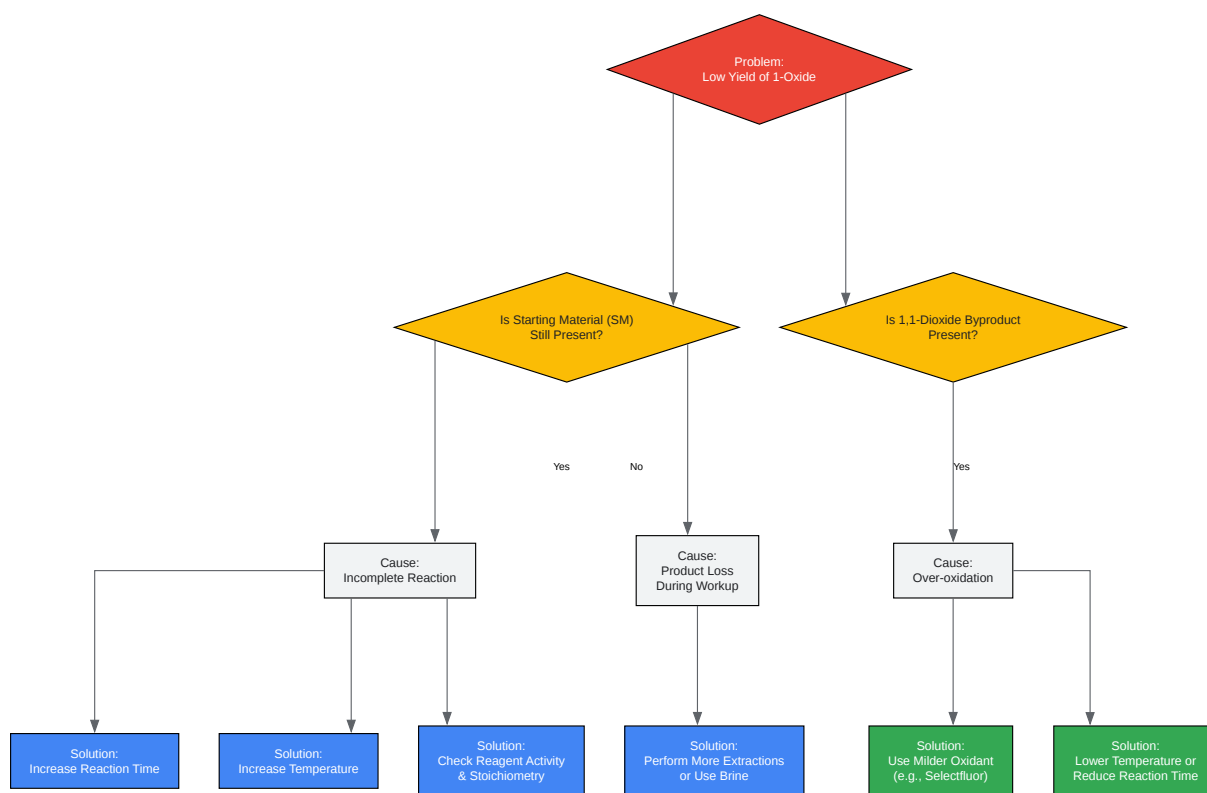 Problem:
Low Yield of 1-Oxide
Is Starting Material (SM)
Still Present?
Is 1,1-Dioxide Byproduct
Present?
Yes
No
Yes
Cause:
Incomplete Reaction
Cause:
Product Loss
During Workup
Cause:
Over-oxidation
Solution:
Increase Reaction Time
Solution:
Increase Temperature
Solution:
Check Reagent Activity
& Stoichiometry
Solution:
Perform More Extractions
or Use Brine
Solution:
Use Milder Oxidant
(e.g., Selectfluor)
Solution:
Lower Temperature or
Reduce Reaction Time